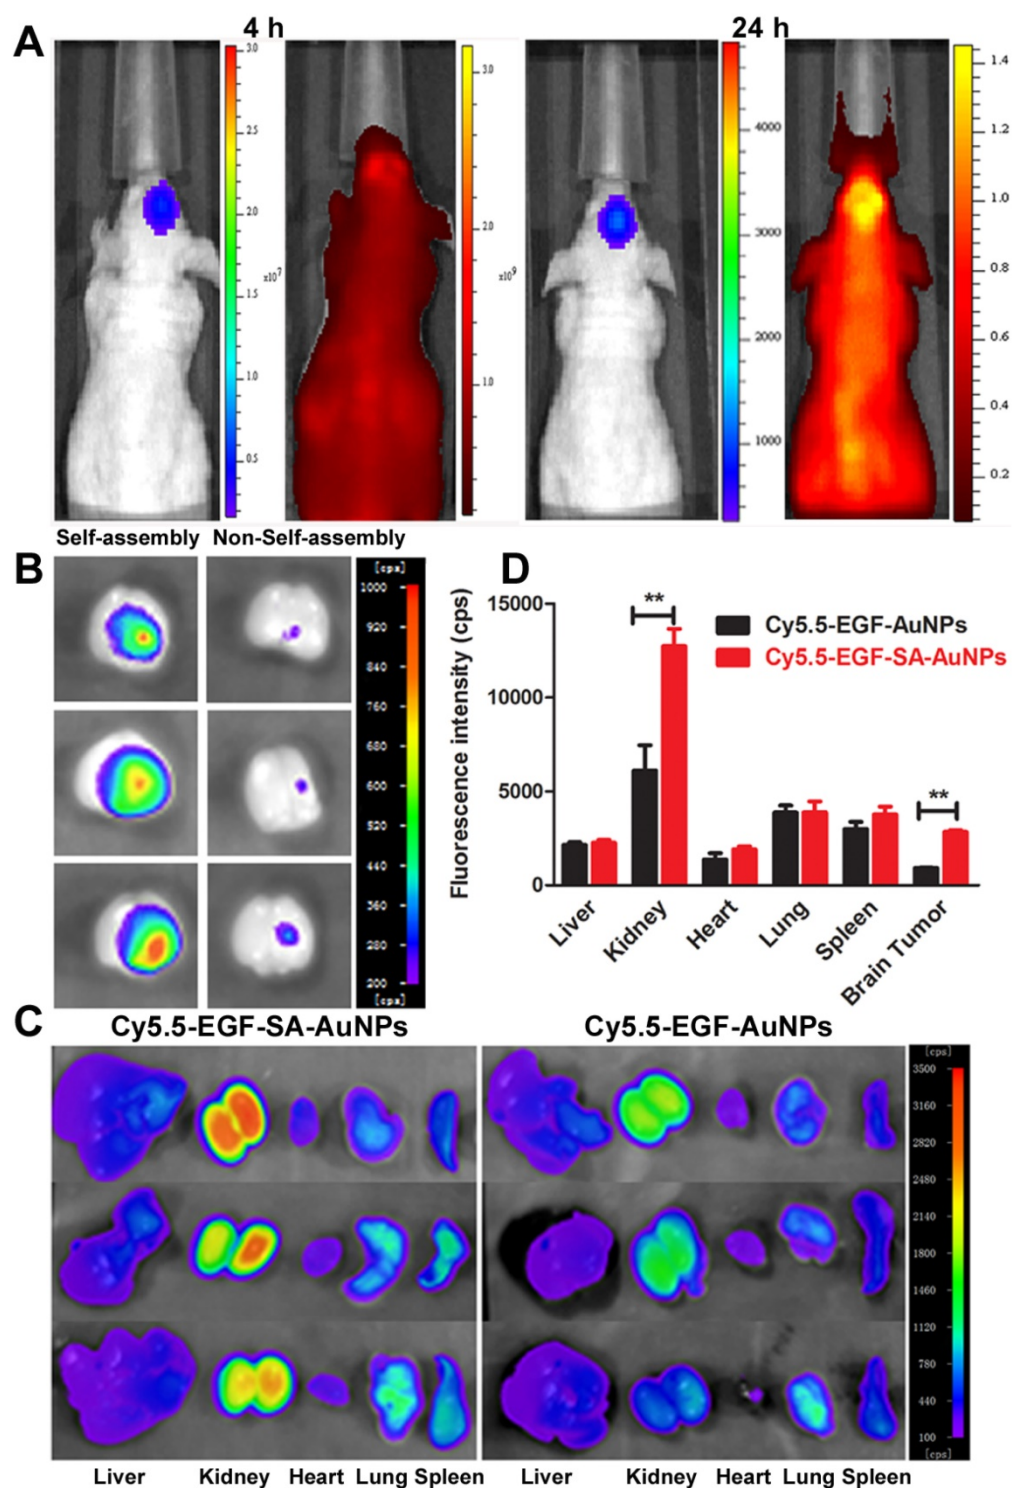 A
4 h
24 h
3.0
2.0
1.5
1.0
0.5
x10⁷
3.0
2.0
1.0
x10⁹
4000
3000
2000
1000
1.4
1.2
1.0
0.8
0.6
0.4
0.2
Self-assembly Non-Self-assembly
B
[cps]
1000
920
840
760
680
600
520
440
360
280
200
[cps]
D
Fluorescence intensity (cps)
15000
10000
5000
0
**
**
Cy5.5-EGF-AuNPs
Cy5.5-EGF-SA-AuNPs
Liver
Kidney
Heart
Lung
Spleen
Brain Tumor
C
Cy5.5-EGF-SA-AuNPs
Cy5.5-EGF-AuNPs
[cps]
3500
3160
2820
2480
2140
1800
1460
1120
780
440
100
[cps]
Liver Kidney Heart Lung Spleen
Liver Kidney Heart Lung Spleen